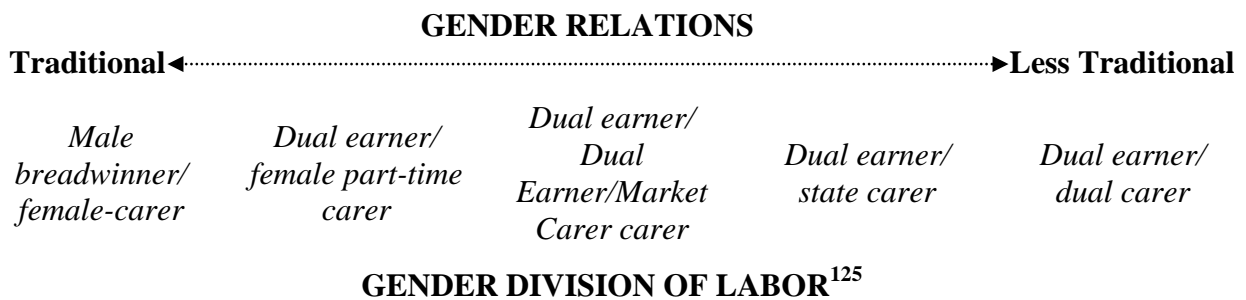 GENDER RELATIONS
Traditional Less Traditional
Male
breadwinner/
female-carer
Dual earner/
female part-time
carer
Dual earner/
Dual
Earner/Market
Carer carer
Dual earner/
state carer
Dual earner/
dual carer
GENDER DIVISION OF LABOR125